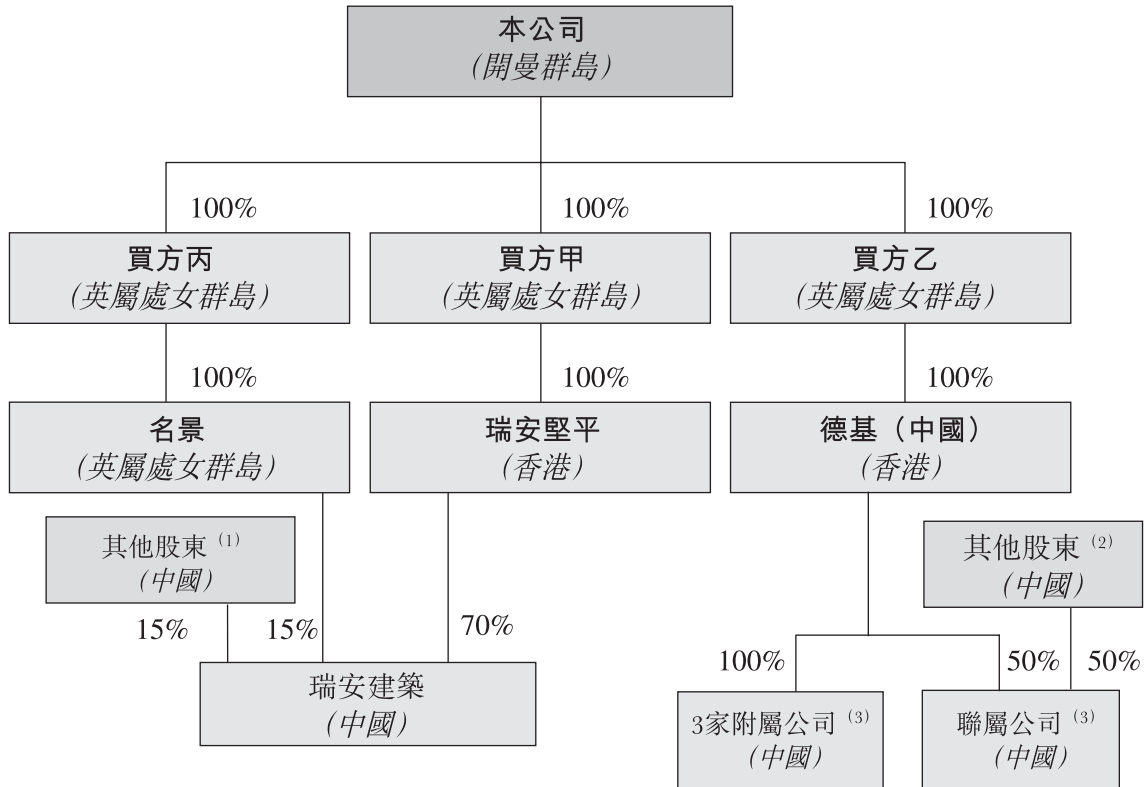 本公司
(開曼群島)
100%
100%
100%
買方丙
(英屬處女群島)
買方甲
(英屬處女群島)
買方乙
(英屬處女群島)
100%
100%
100%
名景
(英屬處女群島)
瑞安堅平
(香港)
德基（中國）
(香港)
其他股東 (1)
(中國)
其他股東 (2)
(中國)
15%
15%
70%
100%
50%
50%
瑞安建築
(中國)
3家附屬公司 (3)
(中國)
聯屬公司 (3)
(中國)